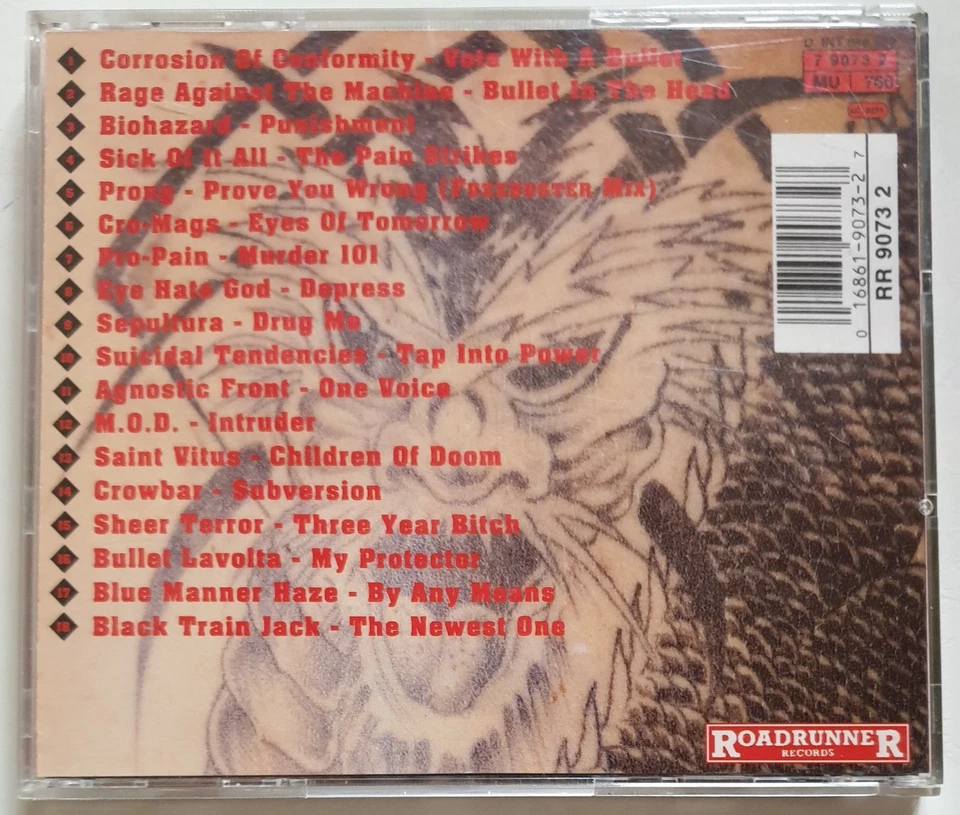 1 Corrosion Of Conformity - Vote With A Bullet
2 Rage Against The Machine - Bullet In The Head
3 Biohazard - Punishment
4 Sick Of It All - The Pain Strikes
5 Prong - Prove You Wrong (Fuzzbuster Mix)
6 Cro-Mags - Eyes Of Tomorrow
7 Pro-Pain - Murder 101
8 Eye Hate God - Depress
9 Sepultura - Drug Me
10 Suicidal Tendencies - Tap Into Power
11 Agnostic Front - One Voice
12 M.O.D. - Intruder
13 Saint Vitus - Children Of Doom
14 Crowbar - Subversion
15 Sheer Terror - Three Year Bitch
16 Bullet Lavolta - My Protector
17 Blue Manner Haze - By Any Means
18 Black Train Jack - The Newest One
7 9073 2
MU 760
0 16861-9073-2 7
RR 9073 2
ROADRUNNER
RECORDS